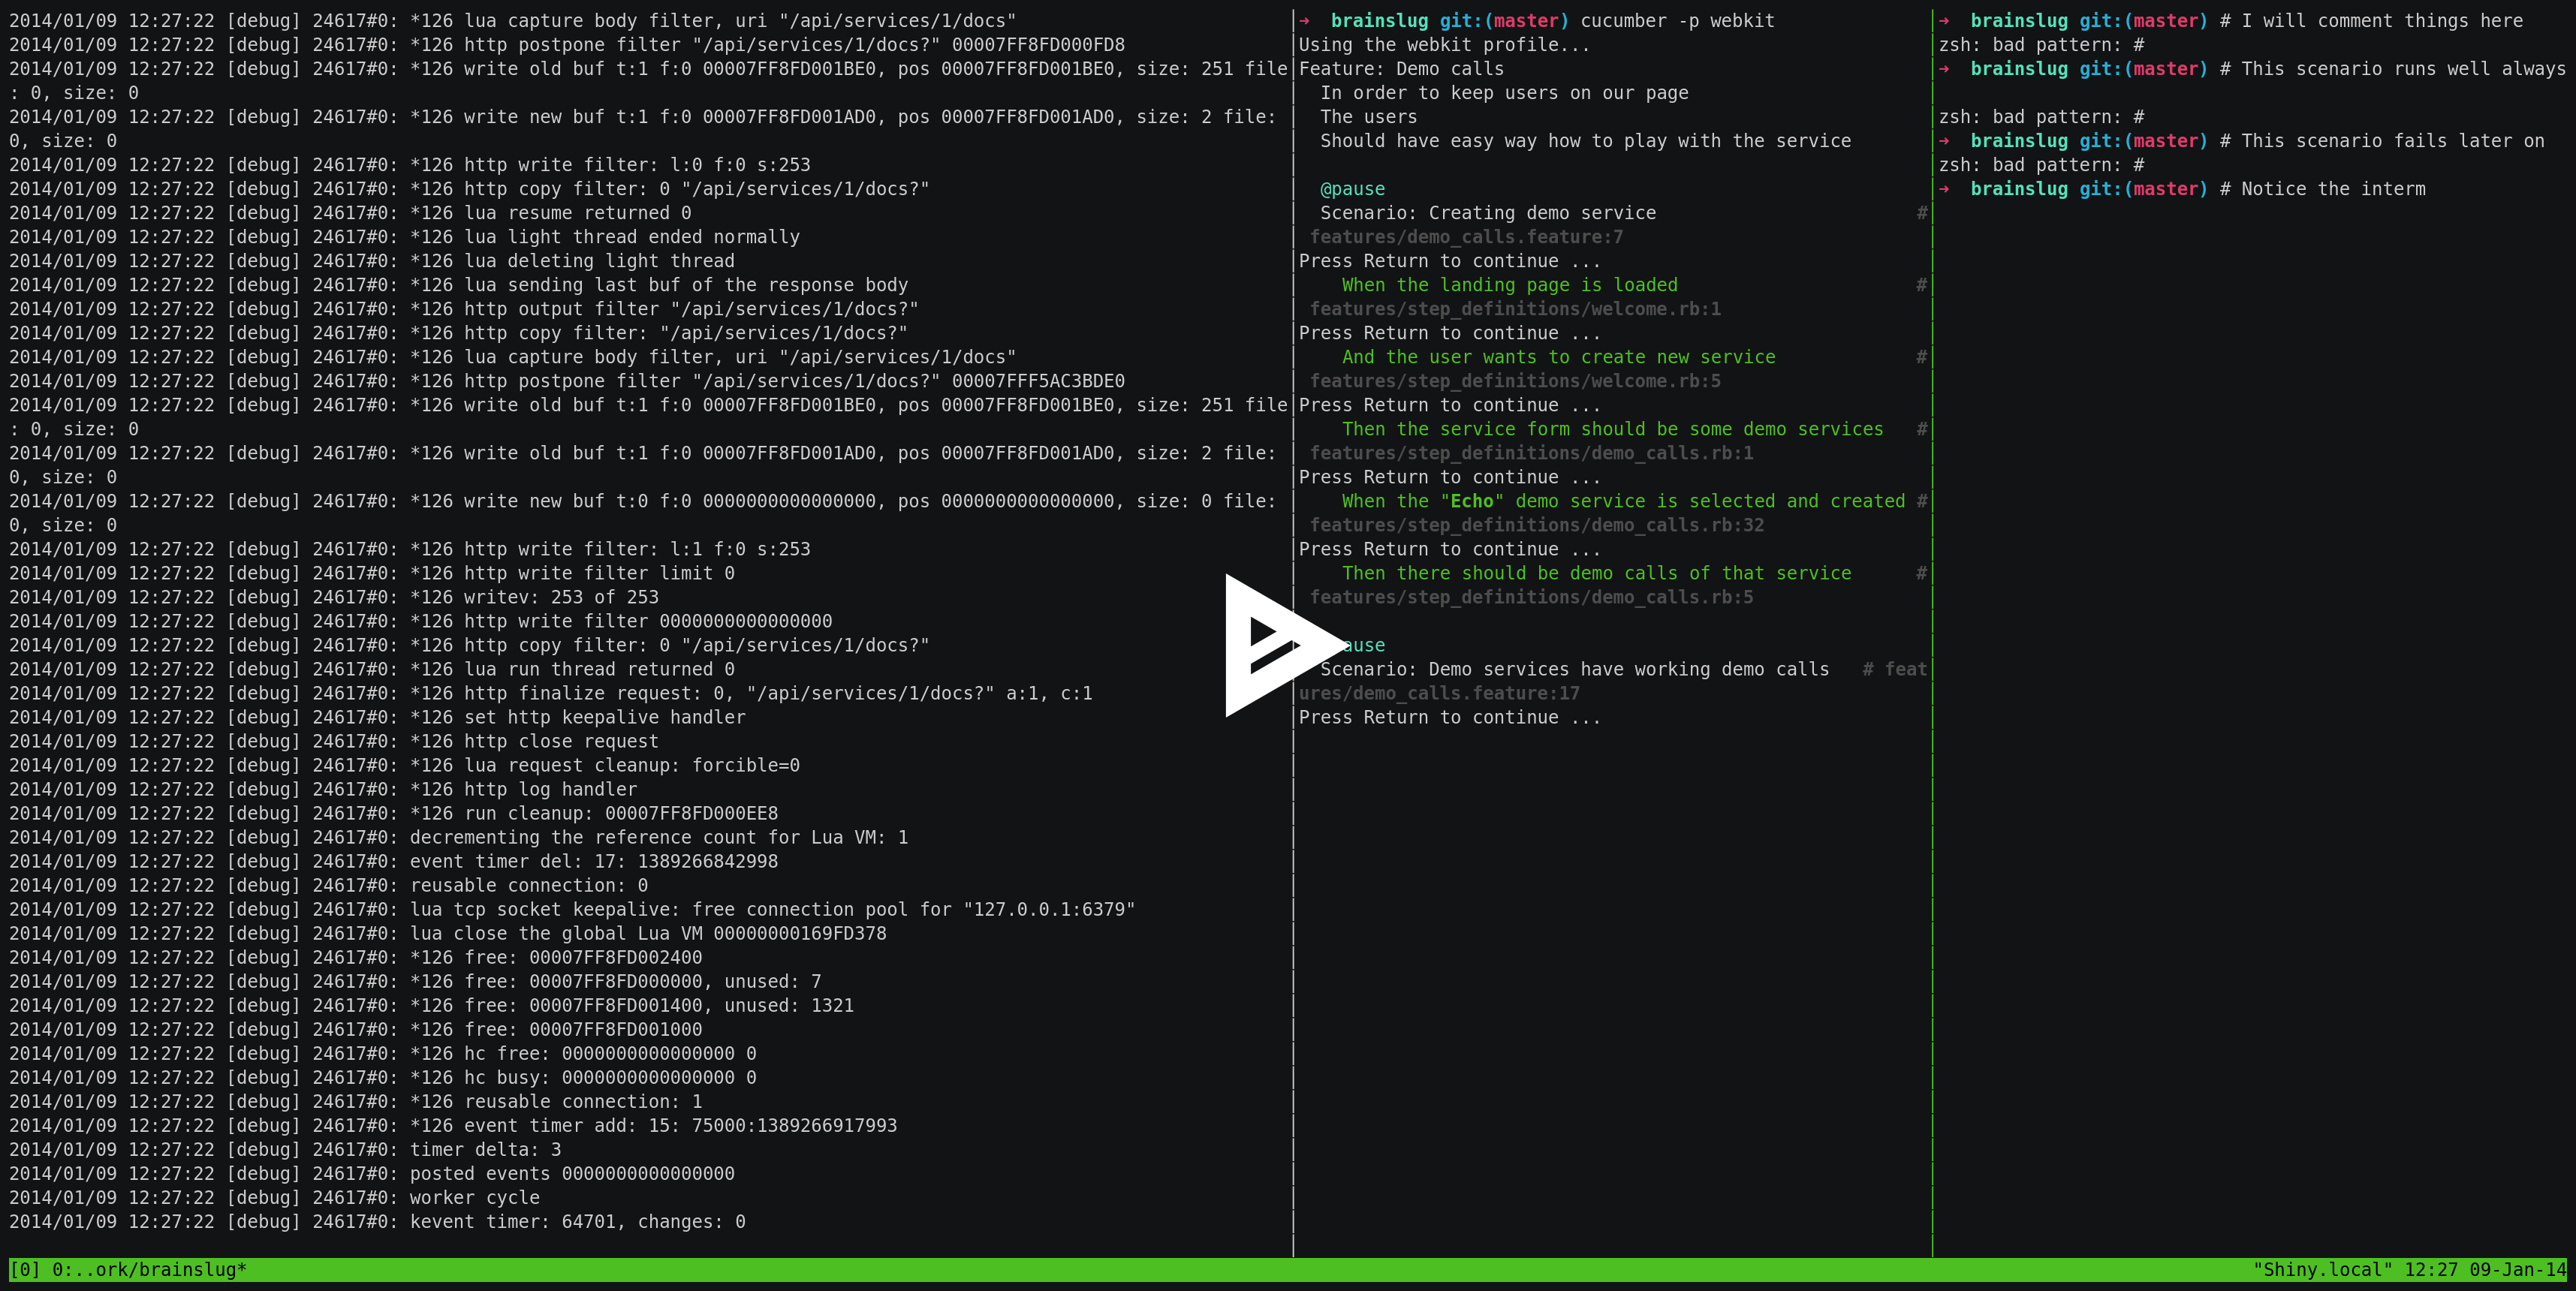 2014/01/09 12:27:22 [debug] 24617#0: *126 lua capture body filter, uri "/api/services/1/docs"
2014/01/09 12:27:22 [debug] 24617#0: *126 http postpone filter "/api/services/1/docs?" 00007FF8FD000FD8
2014/01/09 12:27:22 [debug] 24617#0: *126 write old buf t:1 f:0 00007FF8FD001BE0, pos 00007FF8FD001BE0, size: 251 file
: 0, size: 0
2014/01/09 12:27:22 [debug] 24617#0: *126 write new buf t:1 f:0 00007FF8FD001AD0, pos 00007FF8FD001AD0, size: 2 file:
0, size: 0
2014/01/09 12:27:22 [debug] 24617#0: *126 http write filter: l:0 f:0 s:253
2014/01/09 12:27:22 [debug] 24617#0: *126 http copy filter: 0 "/api/services/1/docs?"
2014/01/09 12:27:22 [debug] 24617#0: *126 lua resume returned 0
2014/01/09 12:27:22 [debug] 24617#0: *126 lua light thread ended normally
2014/01/09 12:27:22 [debug] 24617#0: *126 lua deleting light thread
2014/01/09 12:27:22 [debug] 24617#0: *126 lua sending last buf of the response body
2014/01/09 12:27:22 [debug] 24617#0: *126 http output filter "/api/services/1/docs?"
2014/01/09 12:27:22 [debug] 24617#0: *126 http copy filter: "/api/services/1/docs?"
2014/01/09 12:27:22 [debug] 24617#0: *126 lua capture body filter, uri "/api/services/1/docs"
2014/01/09 12:27:22 [debug] 24617#0: *126 http postpone filter "/api/services/1/docs?" 00007FFF5AC3BDE0
2014/01/09 12:27:22 [debug] 24617#0: *126 write old buf t:1 f:0 00007FF8FD001BE0, pos 00007FF8FD001BE0, size: 251 file
: 0, size: 0
2014/01/09 12:27:22 [debug] 24617#0: *126 write old buf t:1 f:0 00007FF8FD001AD0, pos 00007FF8FD001AD0, size: 2 file:
0, size: 0
2014/01/09 12:27:22 [debug] 24617#0: *126 write new buf t:0 f:0 0000000000000000, pos 0000000000000000, size: 0 file:
0, size: 0
2014/01/09 12:27:22 [debug] 24617#0: *126 http write filter: l:1 f:0 s:253
2014/01/09 12:27:22 [debug] 24617#0: *126 http write filter limit 0
2014/01/09 12:27:22 [debug] 24617#0: *126 writev: 253 of 253
2014/01/09 12:27:22 [debug] 24617#0: *126 http write filter 0000000000000000
2014/01/09 12:27:22 [debug] 24617#0: *126 http copy filter: 0 "/api/services/1/docs?"
2014/01/09 12:27:22 [debug] 24617#0: *126 lua run thread returned 0
2014/01/09 12:27:22 [debug] 24617#0: *126 http finalize request: 0, "/api/services/1/docs?" a:1, c:1
2014/01/09 12:27:22 [debug] 24617#0: *126 set http keepalive handler
2014/01/09 12:27:22 [debug] 24617#0: *126 http close request
2014/01/09 12:27:22 [debug] 24617#0: *126 lua request cleanup: forcible=0
2014/01/09 12:27:22 [debug] 24617#0: *126 http log handler
2014/01/09 12:27:22 [debug] 24617#0: *126 run cleanup: 00007FF8FD000EE8
2014/01/09 12:27:22 [debug] 24617#0: decrementing the reference count for Lua VM: 1
2014/01/09 12:27:22 [debug] 24617#0: event timer del: 17: 1389266842998
2014/01/09 12:27:22 [debug] 24617#0: reusable connection: 0
2014/01/09 12:27:22 [debug] 24617#0: lua tcp socket keepalive: free connection pool for "127.0.0.1:6379"
2014/01/09 12:27:22 [debug] 24617#0: lua close the global Lua VM 00000000169FD378
2014/01/09 12:27:22 [debug] 24617#0: *126 free: 00007FF8FD002400
2014/01/09 12:27:22 [debug] 24617#0: *126 free: 00007FF8FD000000, unused: 7
2014/01/09 12:27:22 [debug] 24617#0: *126 free: 00007FF8FD001400, unused: 1321
2014/01/09 12:27:22 [debug] 24617#0: *126 free: 00007FF8FD001000
2014/01/09 12:27:22 [debug] 24617#0: *126 hc free: 0000000000000000 0
2014/01/09 12:27:22 [debug] 24617#0: *126 hc busy: 0000000000000000 0
2014/01/09 12:27:22 [debug] 24617#0: *126 reusable connection: 1
2014/01/09 12:27:22 [debug] 24617#0: *126 event timer add: 15: 75000:1389266917993
2014/01/09 12:27:22 [debug] 24617#0: timer delta: 3
2014/01/09 12:27:22 [debug] 24617#0: posted events 0000000000000000
2014/01/09 12:27:22 [debug] 24617#0: worker cycle
2014/01/09 12:27:22 [debug] 24617#0: kevent timer: 64701, changes: 0
➜  brainslug git:(master) cucumber -p webkit
Using the webkit profile...
Feature: Demo calls
  In order to keep users on our page
  The users
  Should have easy way how to play with the service
  @pause
  Scenario: Creating demo service #
 features/demo_calls.feature:7
Press Return to continue ...
    When the landing page is loaded #
 features/step_definitions/welcome.rb:1
Press Return to continue ...
    And the user wants to create new service #
 features/step_definitions/welcome.rb:5
Press Return to continue ...
    Then the service form should be some demo services #
 features/step_definitions/demo_calls.rb:1
Press Return to continue ...
    When the "Echo" demo service is selected and created #
 features/step_definitions/demo_calls.rb:32
Press Return to continue ...
    Then there should be demo calls of that service #
 features/step_definitions/demo_calls.rb:5
ause
  Scenario: Demo services have working demo calls # feat
ures/demo_calls.feature:17
Press Return to continue ...
➜  brainslug git:(master) # I will comment things here
zsh: bad pattern: #
➜  brainslug git:(master) # This scenario runs well always
zsh: bad pattern: #
➜  brainslug git:(master) # This scenario fails later on
zsh: bad pattern: #
➜  brainslug git:(master) # Notice the interm
[0] 0:..ork/brainslug* "Shiny.local" 12:27 09-Jan-14